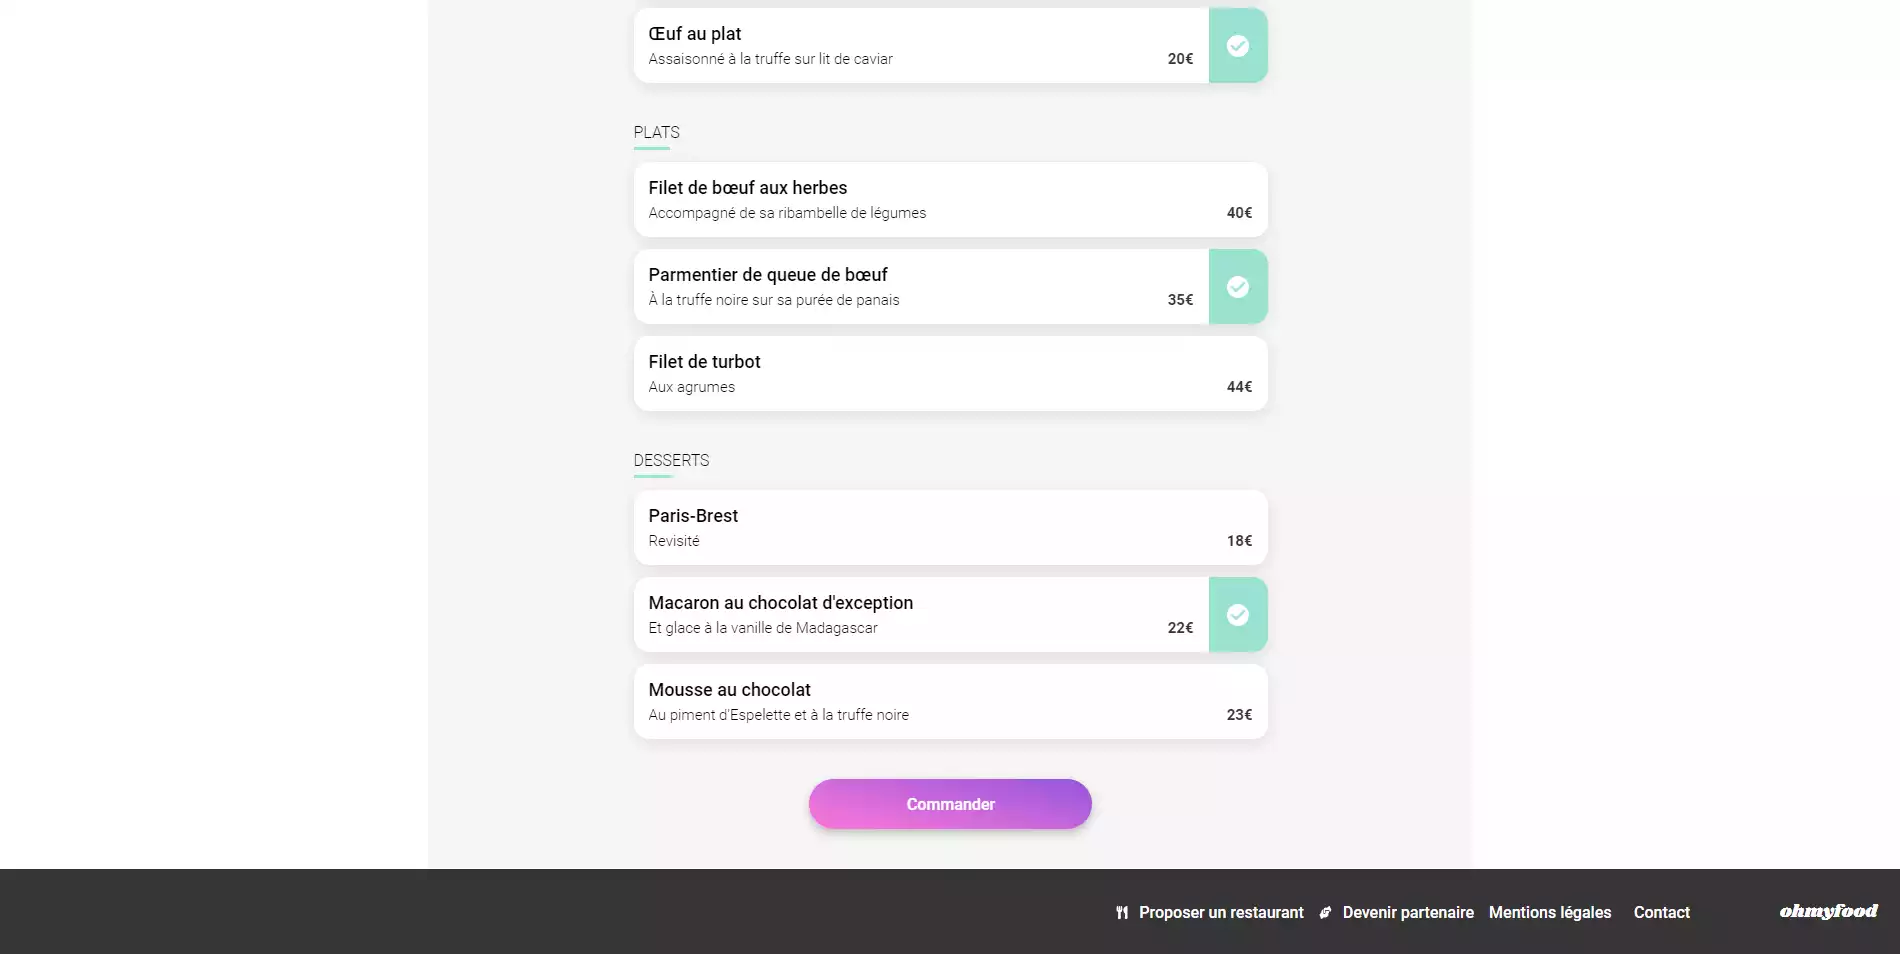 Œuf au plat
Assaisonné à la truffe sur lit de caviar 20€
PLATS
Filet de bœuf aux herbes
Accompagné de sa ribambelle de légumes 40€
Parmentier de queue de bœuf
À la truffe noire sur sa purée de panais 35€
Filet de turbot
Aux agrumes 44€
DESSERTS
Paris-Brest
Revisité 18€
Macaron au chocolat d'exception
Et glace à la vanille de Madagascar 22€
Mousse au chocolat
Au piment d'Espelette et à la truffe noire 23€
Commander
Proposer un restaurant Devenir partenaire Mentions légales Contact ohmyfood